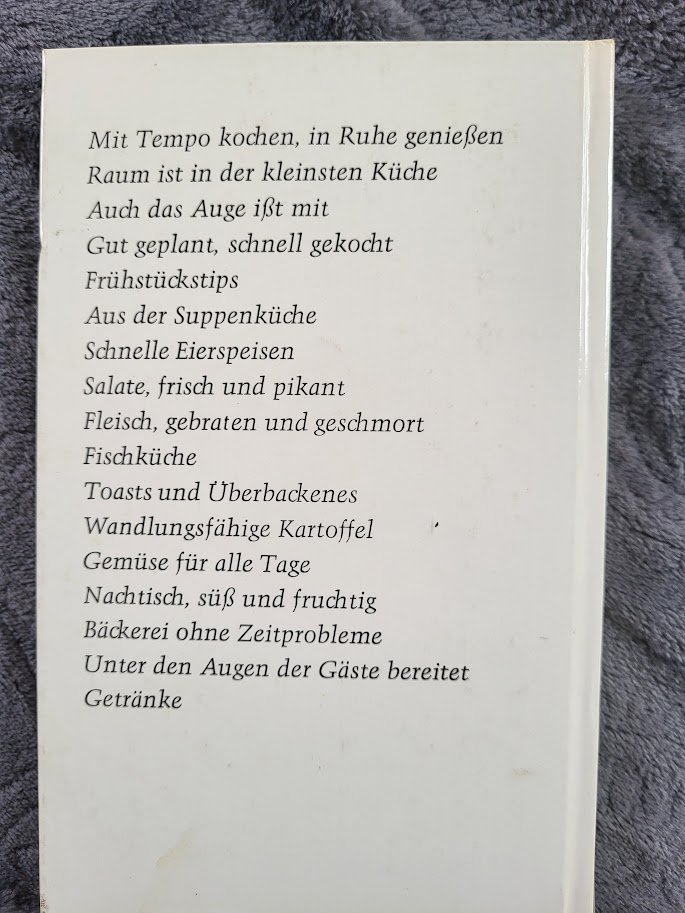 Mit Tempo kochen, in Ruhe genießen
Raum ist in der kleinsten Küche
Auch das Auge ißt mit
Gut geplant, schnell gekocht
Frühstückstips
Aus der Suppenküche
Schnelle Eierspeisen
Salate, frisch und pikant
Fleisch, gebraten und geschmort
Fischküche
Toasts und Überbackenes
Wandlungsfähige Kartoffel
Gemüse für alle Tage
Nachtisch, süß und fruchtig
Bäckerei ohne Zeitprobleme
Unter den Augen der Gäste bereitet
Getränke